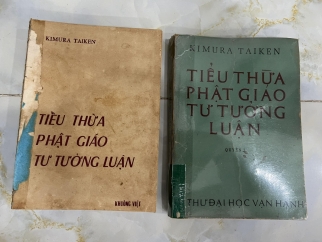 KIMURA TAIKEN
TIỂU THỪA
PHẬT GIÁO
TƯ TƯỞNG LUẬN
KHUÔNG VIỆT
KIMURA TAIKEN
TIỂU THỪA
PHẬT GIÁO
TƯ TƯỞNG
LUẬN
THƯ ĐẠI HỌC VẠN HẠNH